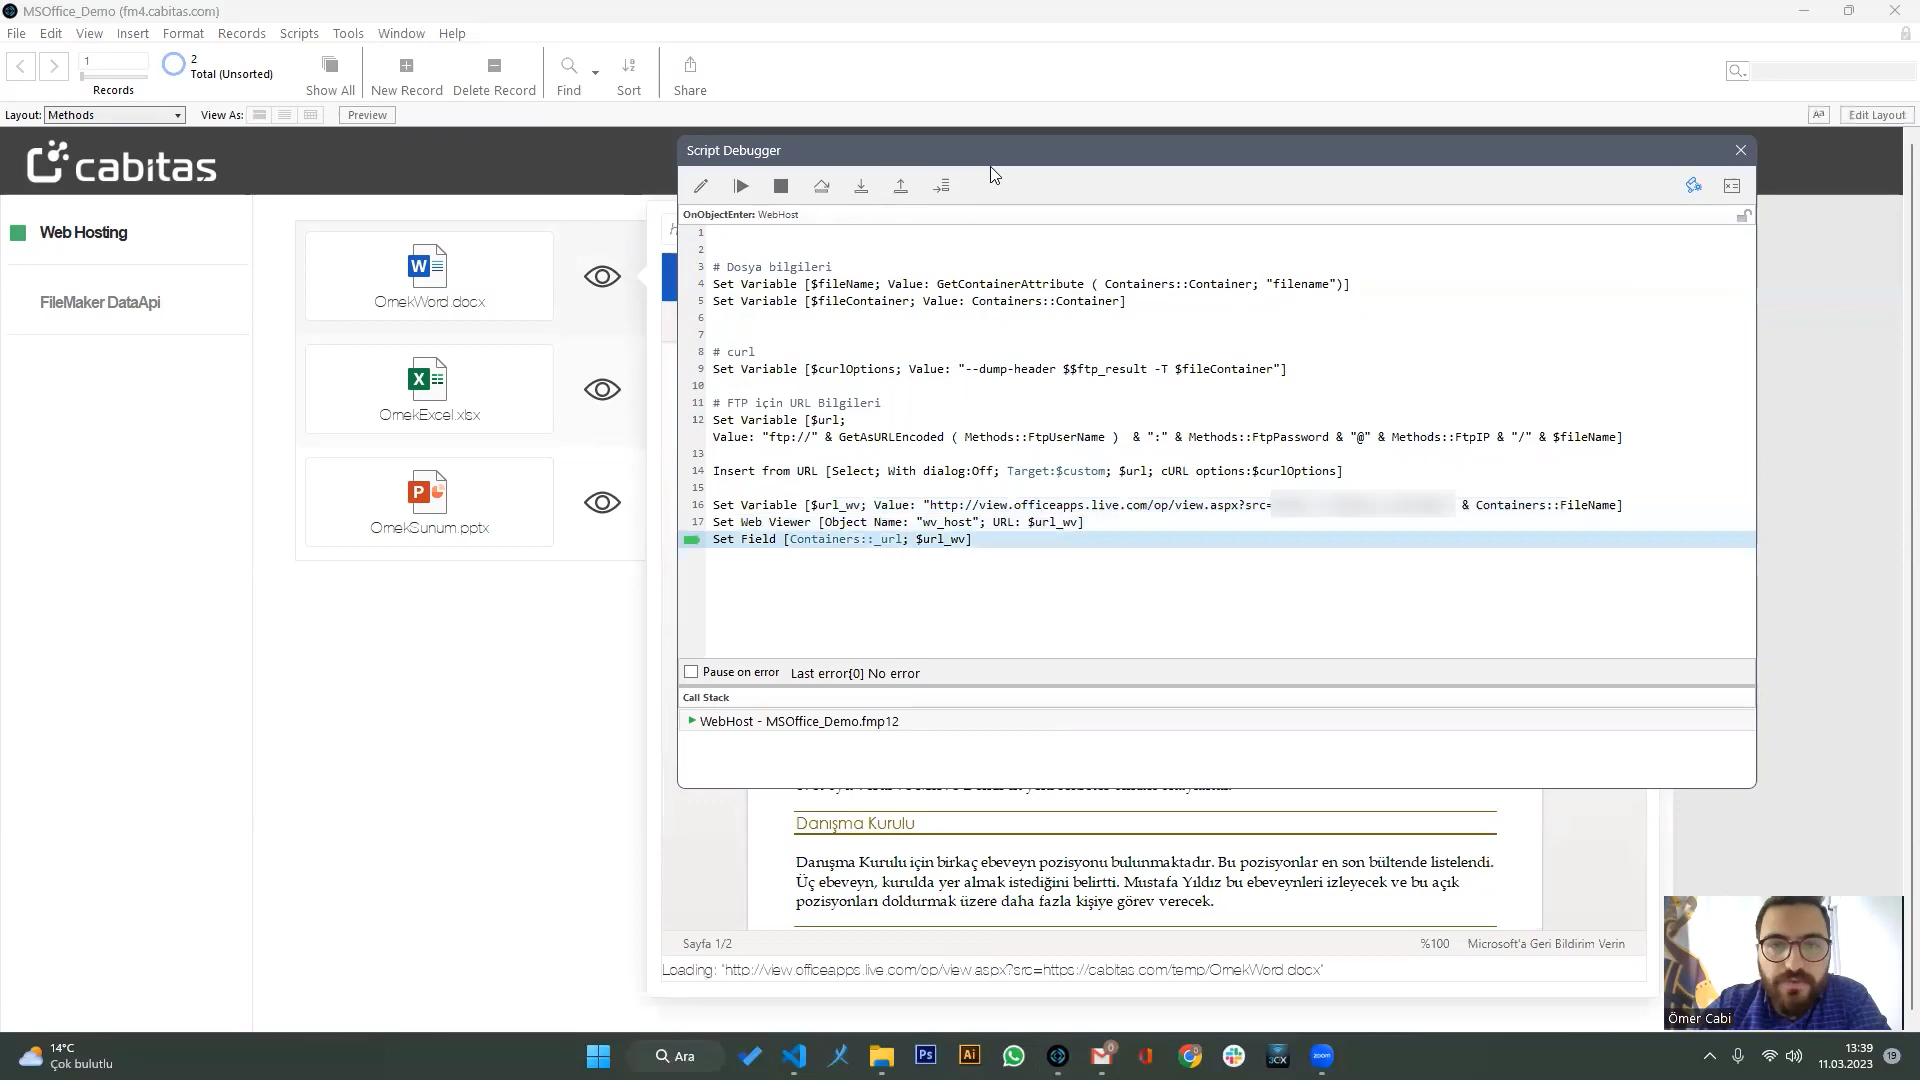 MSOffice_Demo (fm4.cabitas.com)
File Edit View Insert Format Records Scripts Tools Window Help
1
2
Total (Unsorted)
Records
Show All
New Record
Delete Record
Find
Sort
Share
Layout: Methods
View As:
Preview
Edit Layout
cabitas
Web Hosting
FileMaker DataApi
OrnekWord.docx
OrnekExcel.xlsx
OrnekSunum.pptx
Script Debugger
OnObjectEnter: WebHost
1
2
3 # Dosya bilgileri
4 Set Variable [$fileName; Value: GetContainerAttribute ( Containers::Container; "filename")]
5 Set Variable [$fileContainer; Value: Containers::Container]
6
7
8 # curl
9 Set Variable [$curlOptions; Value: "--dump-header $$ftp_result -T $fileContainer"]
10
11 # FTP için URL Bilgileri
12 Set Variable [$url;
Value: "ftp://" & GetAsURLEncoded ( Methods::FtpUserName ) & ":" & Methods::FtpPassword & "@" & Methods::FtpIP & "/" & $fileName]
13
14 Insert from URL [Select; With dialog:Off; Target:$custom; $url; cURL options:$curlOptions]
15
16 Set Variable [$url_wv; Value: "http://view.officeapps.live.com/op/view.aspx?src= & Containers::FileName]
17 Set Web Viewer [Object Name: "wv_host"; URL: $url_wv]
Set Field [Containers::_url; $url_wv]
Pause on error Last error[0] No error
Call Stack
WebHost - MSOffice_Demo.fmp12
Danışma Kurulu
Danışma Kurulu için birkaç ebeveyn pozisyonu bulunmaktadır. Bu pozisyonlar en son bültende listelendi.
Üç ebeveyn, kurulda yer almak istediğini belirtti. Mustafa Yıldız bu ebeveynleri izleyecek ve bu açık
pozisyonları doldurmak üzere daha fazla kişiye görev verecek.
Sayfa 1/2
%100 Microsoft'a Geri Bildirim Verin
Loading: "http://view.officeapps.live.com/op/view.aspx?src=https://cabitas.com/temp/OrnekWord.docx"
Ömer Cabi
14°C
Çok bulutlu
Ara
Ps
Ai
0
3CX
zoom
13:39
11.03.2023
19